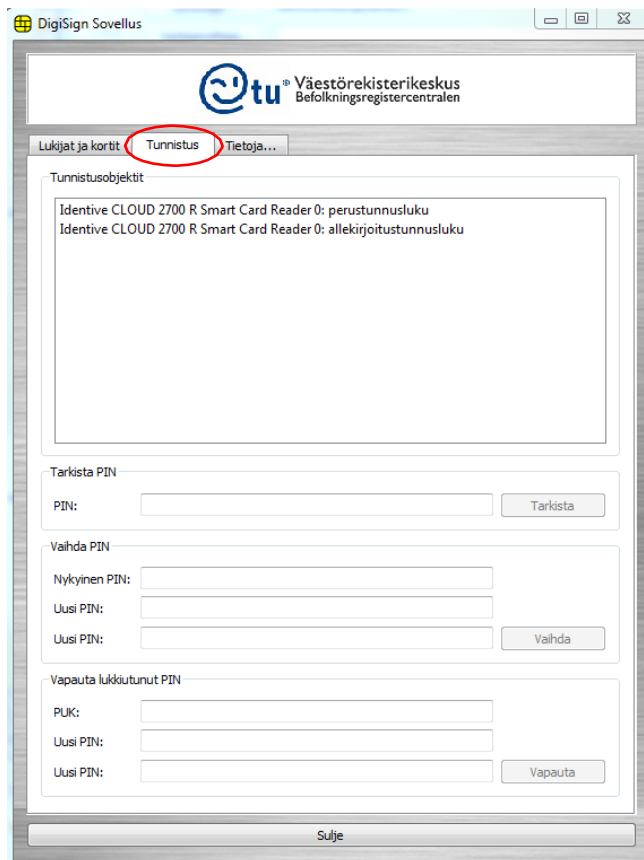 DigiSign Sovellus
tu ID Väestörekisterikeskus
Befolkningsregistercentralen
Lukijat ja kortit Tunnistus Tietoja...
Tunnistusobjektit
Identive CLOUD 2700 R Smart Card Reader 0: perustunnusluku
Identive CLOUD 2700 R Smart Card Reader 0: allekirjoitustunnusluku
Tarkista PIN
PIN: Tarkista
Vaihda PIN
Nykyinen PIN:
Uusi PIN:
Uusi PIN: Vaihda
Vapauta lukkiutunut PIN
PUK:
Uusi PIN:
Uusi PIN: Vapauta
Sulje